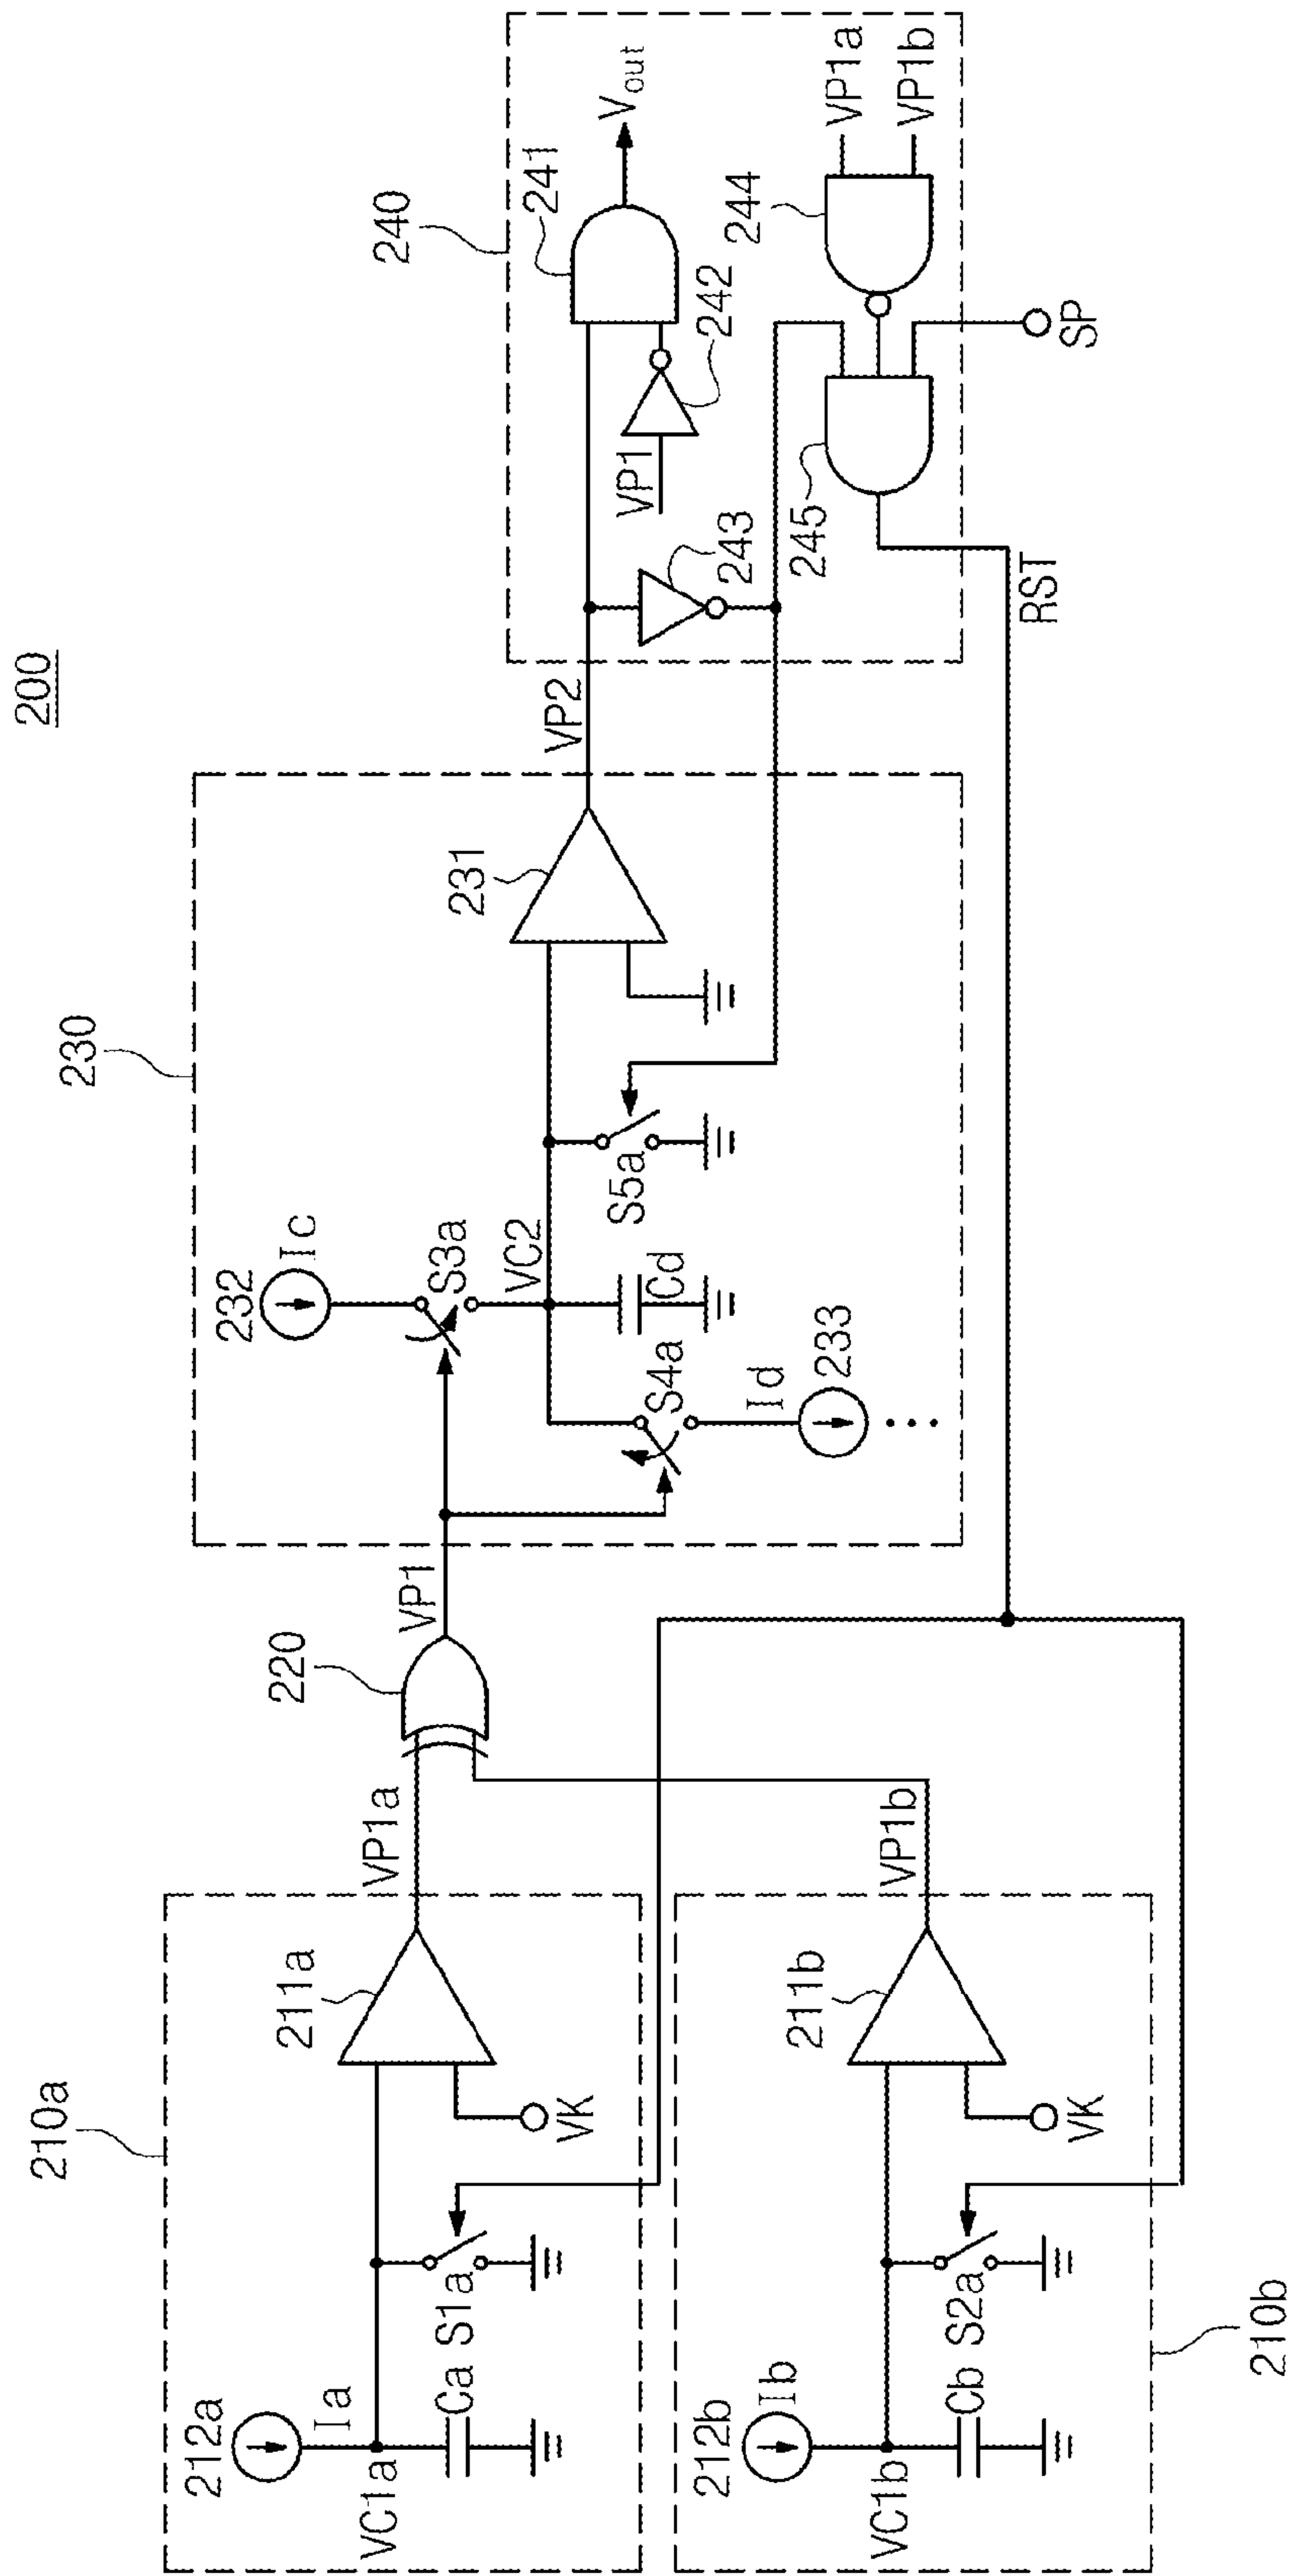 200
210a
212a
Ia
VC1a
Ca
S1a
VK
211a
VP1a
210b
212b
Ib
VC1b
Cb
S2a
VK
211b
VP1b
220
VP1
230
232
Ic
S3a
VC2
S4a
Cd
Id
233
S5a
231
VP2
240
241
Vout
VP1
242
243
244
VP1a
VP1b
245
SP
RST